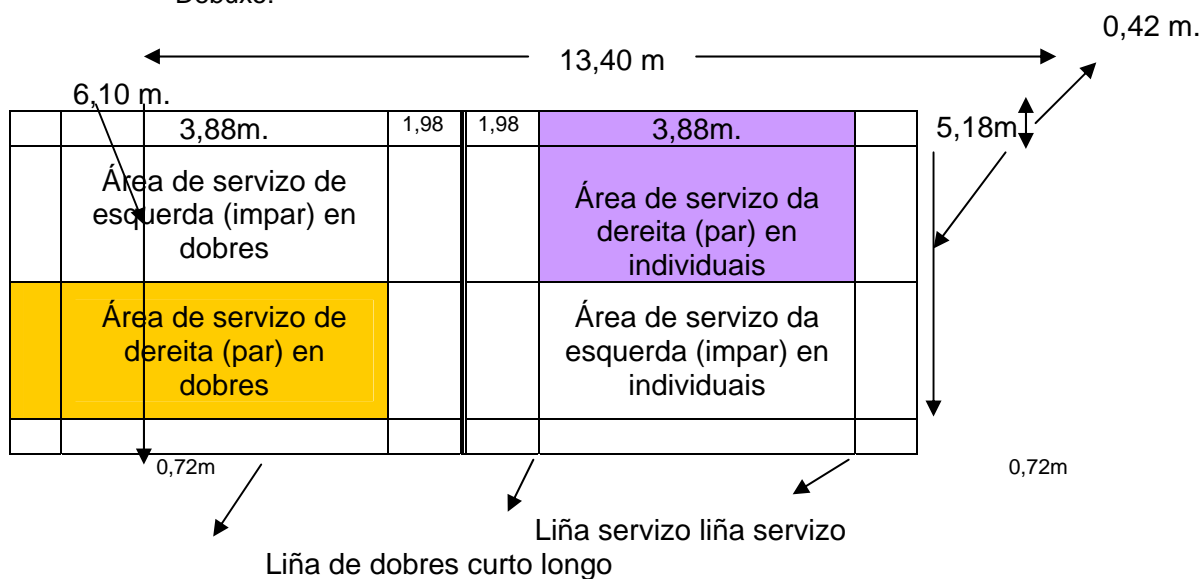 Debuxo:
0,42 m.
13,40 m
6,10 m.
3,88m.
1,98
1,98
3,88m.
5,18m
Área de servizo de
esquerda (impar) en
dobres
Área de servizo da
dereita (par) en
individuais
Área de servizo de
dereita (par) en
dobres
Área de servizo da
esquerda (impar) en
individuais
0,72m
0,72m
Liña servizo liña servizo
Liña de dobres curto longo